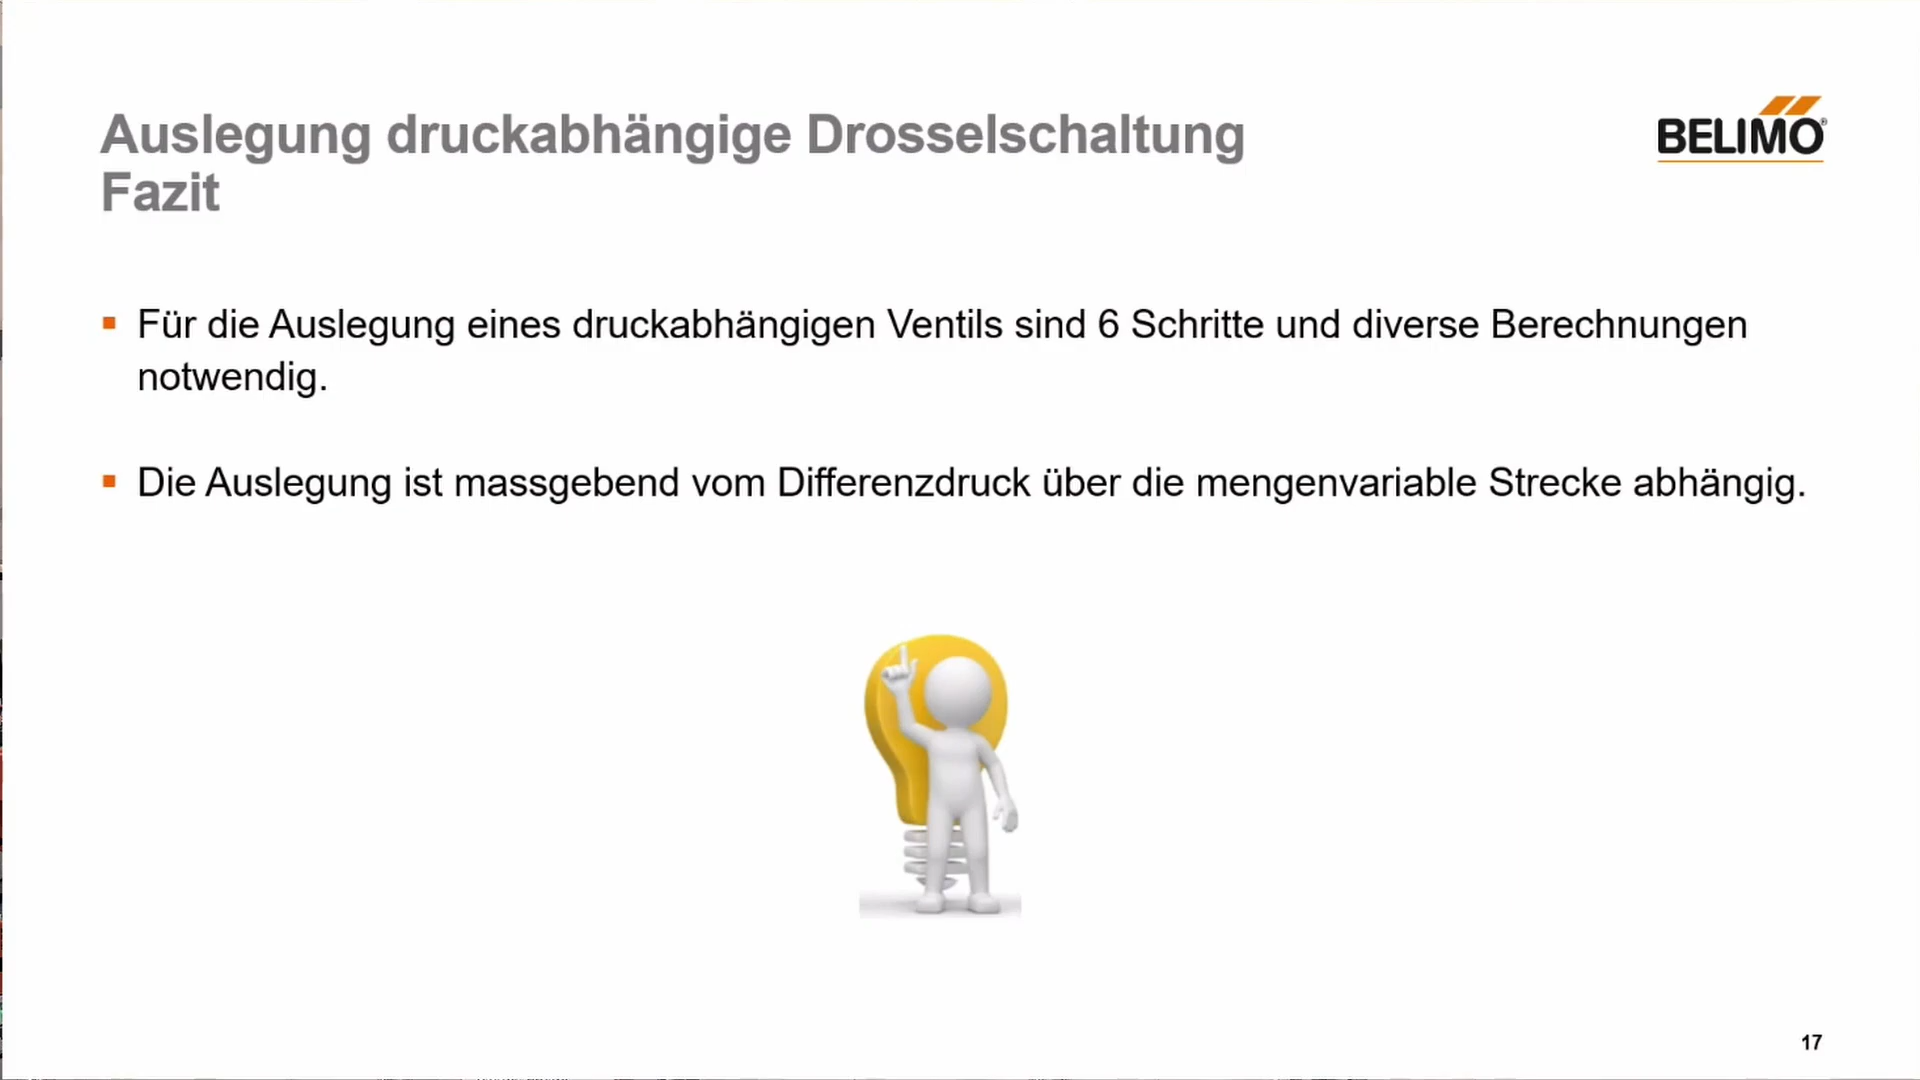 Auslegung druckabhängige Drosselschaltung
Fazit
BELIMO®
Für die Auslegung eines druckabhängigen Ventils sind 6 Schritte und diverse Berechnungen
notwendig.
Die Auslegung ist massgebend vom Differenzdruck über die mengenvariable Strecke abhängig.
17